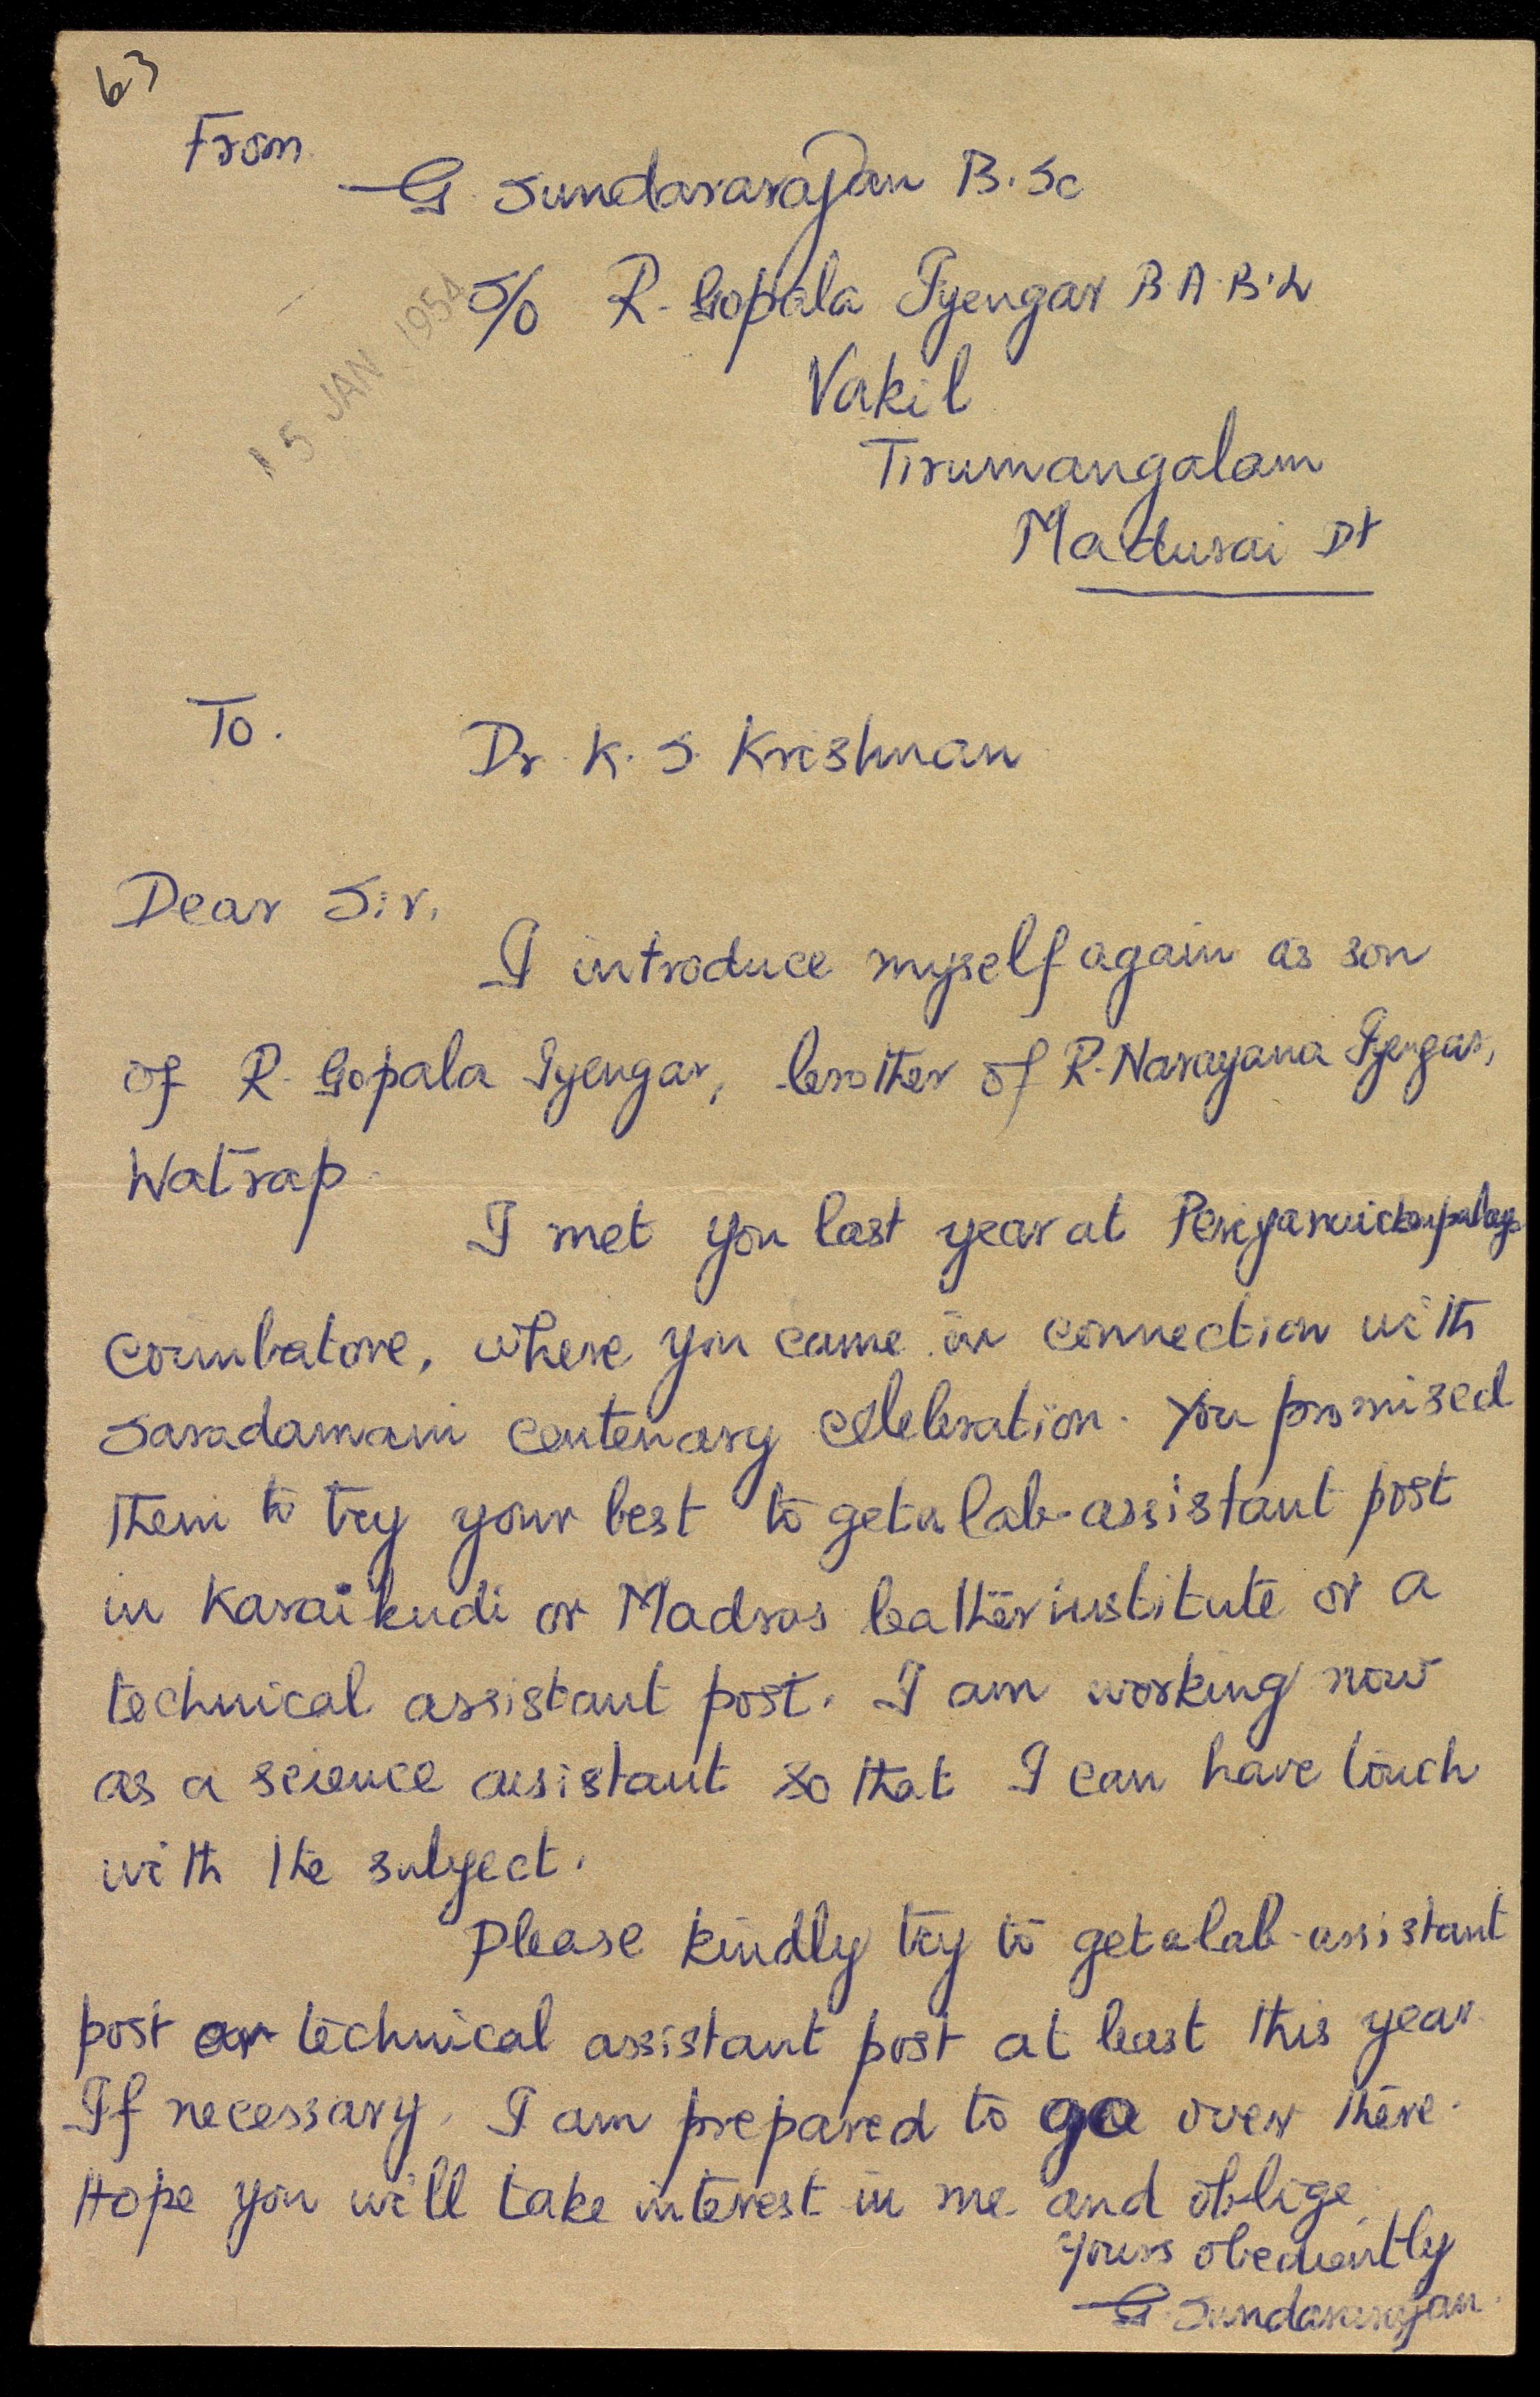 63
From
G. Sundararajan B.Sc
S/o R. Gopala Iyengar B.A.B.L
Vakil
Tirumangalam
Madurai Dt
15 JAN 1954
To.
Dr. K. S. Krishnan
Dear Sir,
I introduce myself again as son
of R. Gopala Iyengar, brother of R. Narayana Iyengar,
Watrap.
I met you last year at
Coimbatore, where you came in connection with
Saradamani centenary celebration. You promised
them to try your best to get a lab-assistant post
in Karaikudi or Madras leather institute or a
technical assistant post. I am working now
as a science assistant so that I can have touch
with the subject.
Please kindly try to get a lab-assistant
post or technical assistant post at least this year.
If necessary, I am prepared to go over there.
Hope you will take interest in me and oblige.
Yours obediently
G. Sundararajan.